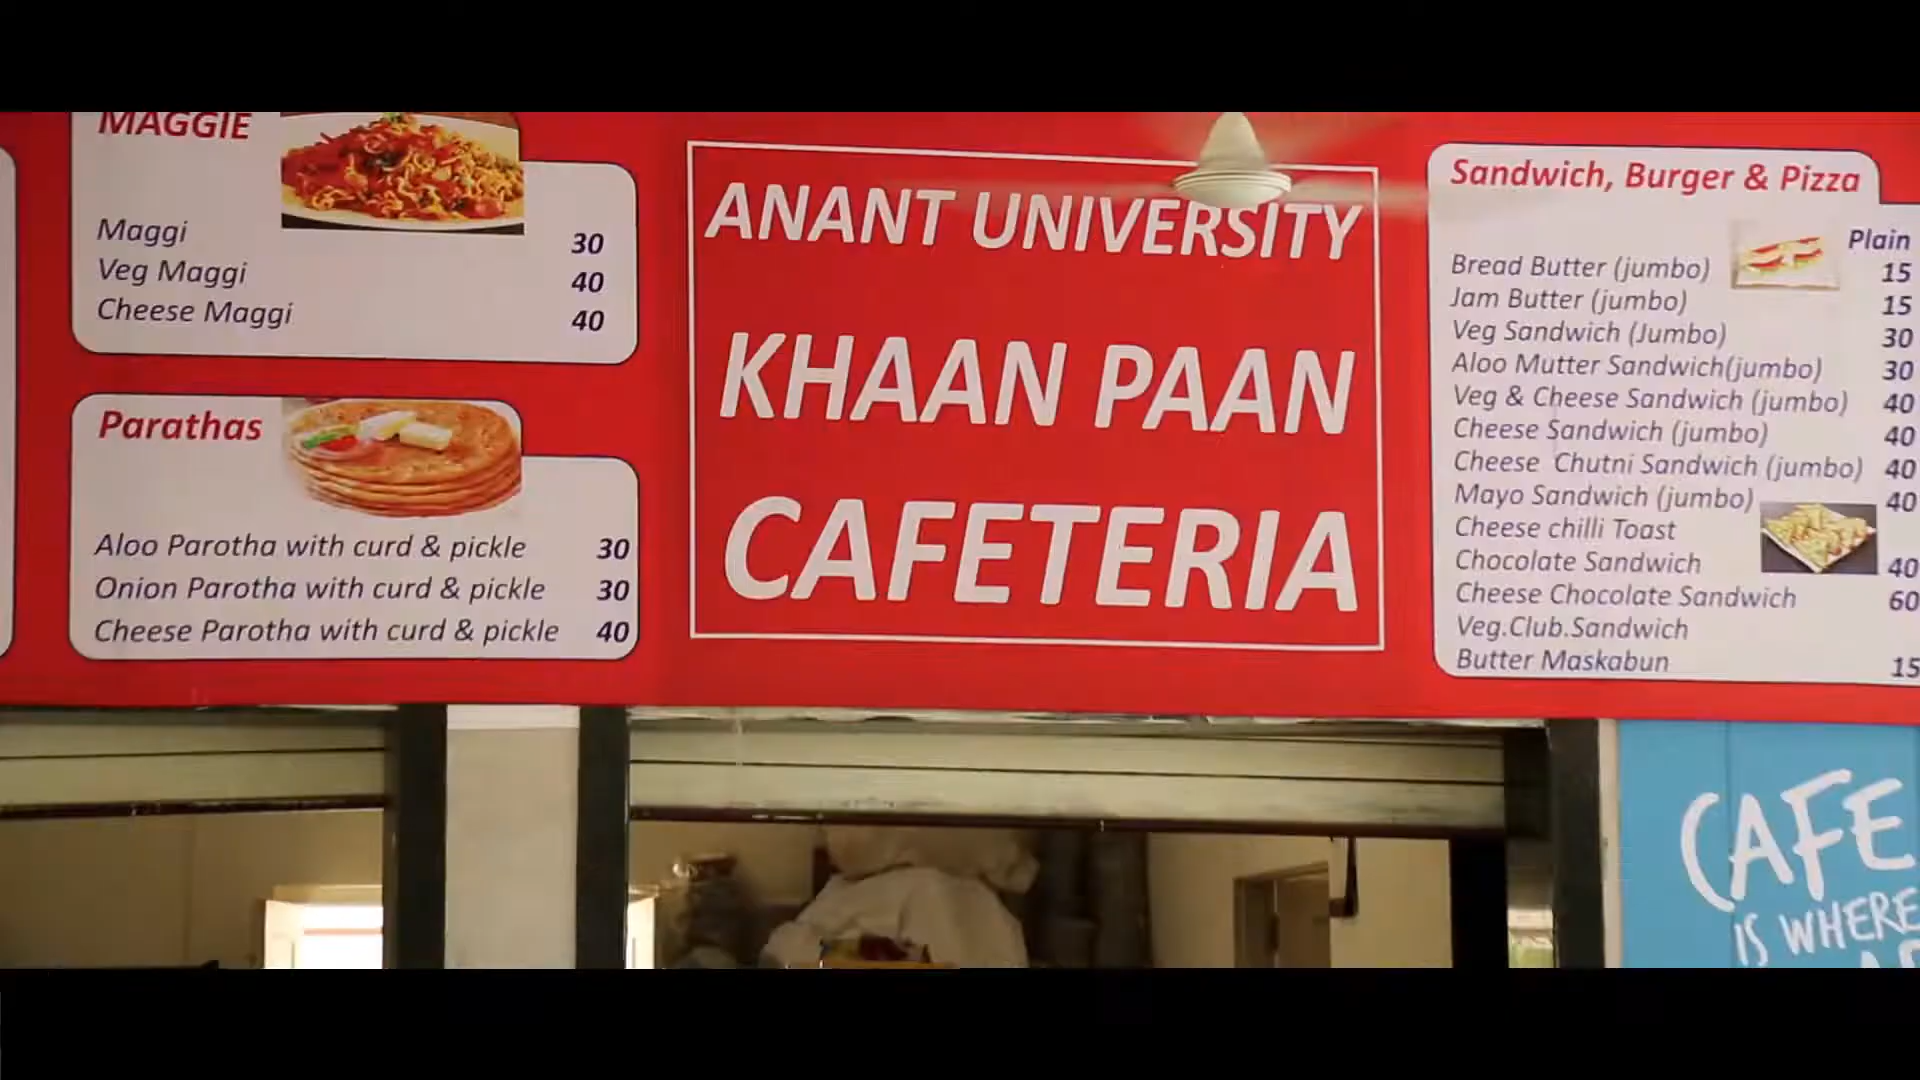 MAGGIE
Maggi 30
Veg Maggi 40
Cheese Maggi 40
Parathas
Aloo Parotha with curd & pickle 30
Onion Parotha with curd & pickle 30
Cheese Parotha with curd & pickle 40
ANANT UNIVERSITY
KHAAN PAAN
CAFETERIA
Sandwich, Burger & Pizza
Plain
Bread Butter (jumbo) 15
Jam Butter (jumbo) 15
Veg Sandwich (Jumbo) 30
Aloo Mutter Sandwich(jumbo) 30
Veg & Cheese Sandwich (jumbo) 40
Cheese Sandwich (jumbo) 40
Cheese Chutni Sandwich (jumbo) 40
Mayo Sandwich (jumbo) 40
Cheese chilli Toast
Chocolate Sandwich 40
Cheese Chocolate Sandwich 60
Veg.Club.Sandwich
Butter Maskabun 15
CAFE
IS WHERE